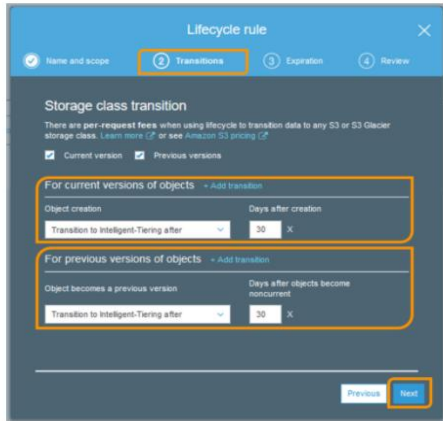 Lifecycle rule
Name and scope
2 Transitions
3 Expiration
4 Review
Storage class transition
There are per-request fees when using lifecycle to transition data to any S3 or S3 Glacier
storage class. Learn more or see Amazon S3 pricing
Current version Previous versions
For current versions of objects + Add transition
Object creation Days after creation
Transition to Intelligent-Tiering after 30 X
For previous versions of objects + Add transition
Object becomes a previous version Days after objects become
noncurrent
Transition to Intelligent-Tiering after 30 X
Previous Next